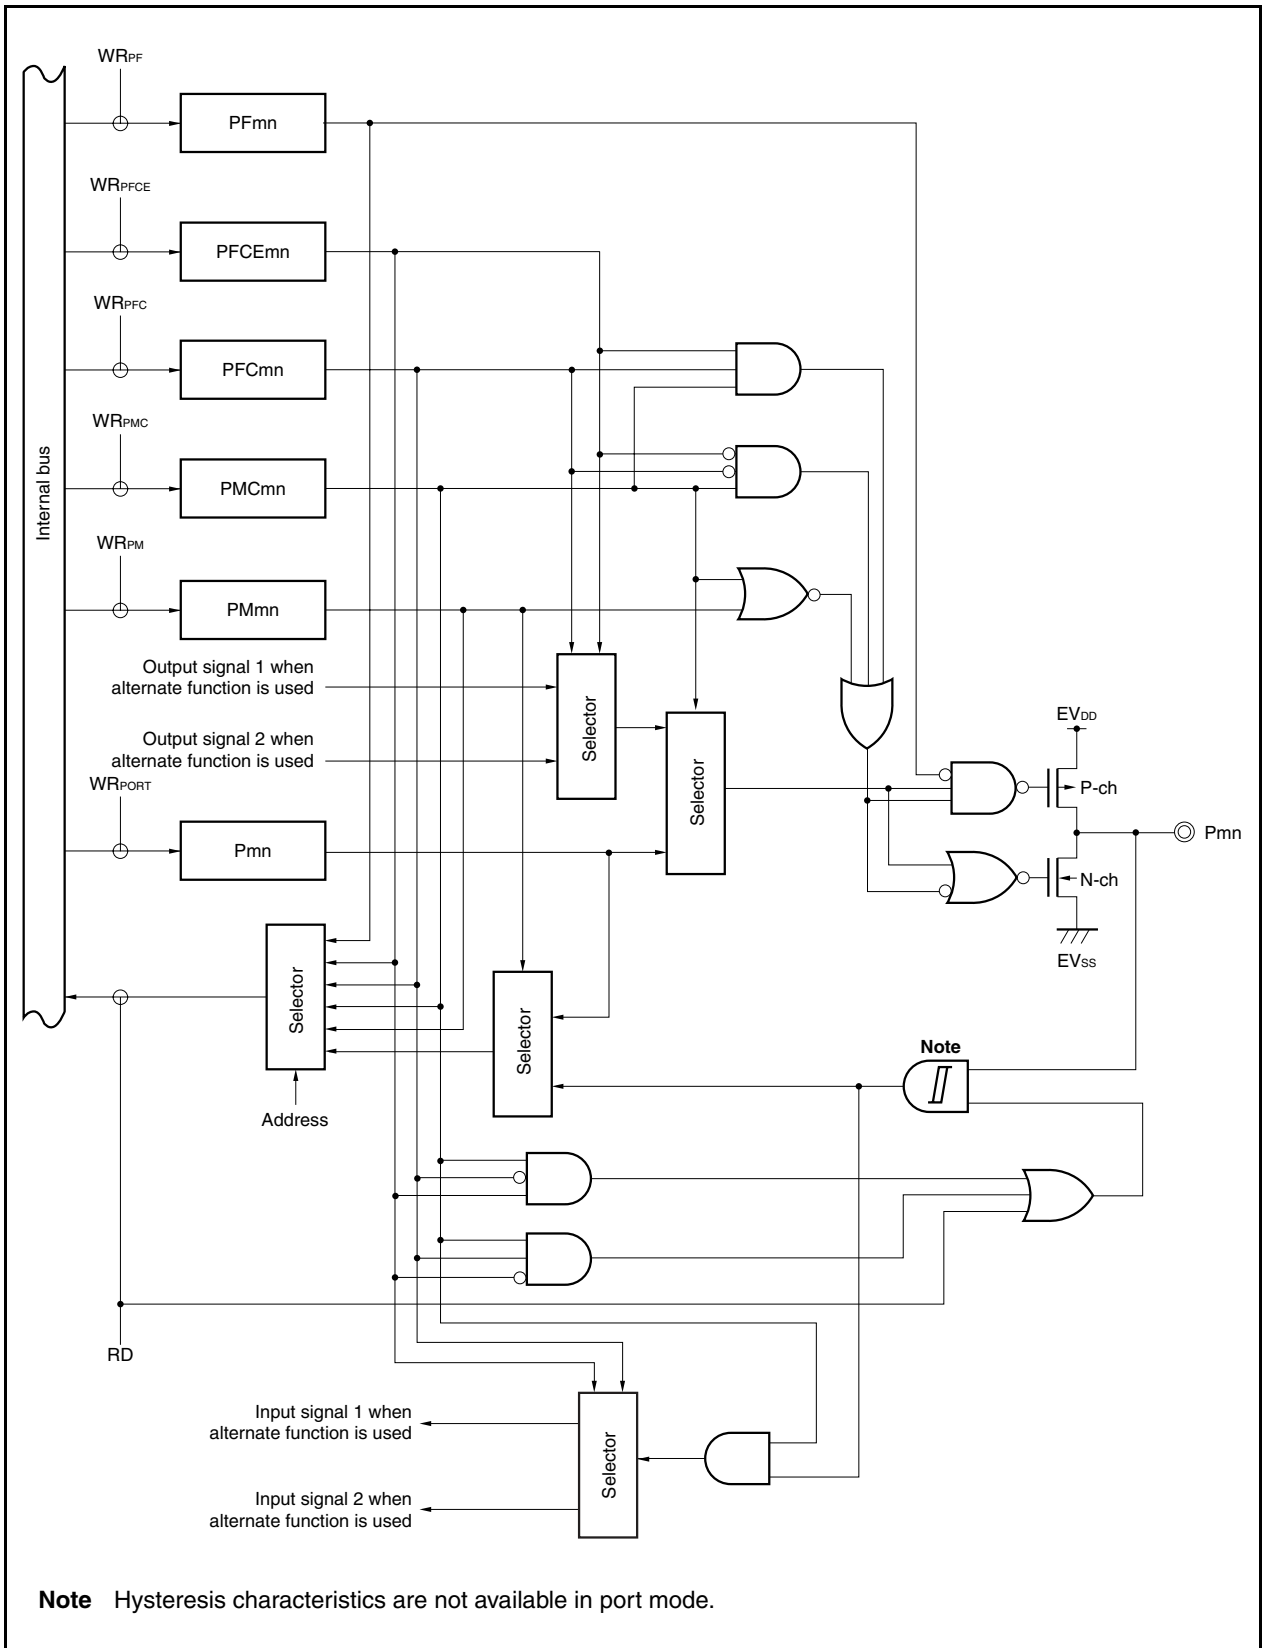 WRPF
PFmn
WRPFCE
PFCEmn
WRPFC
PFCmn
WRPMC
Internal bus
PMCmn
WRPM
PMmn
Output signal 1 when
alternate function is used
Selector
Output signal 2 when
alternate function is used
Selector
EVDD
P-ch
WRPORT
Pmn
Pmn
N-ch
EVSS
Selector
Selector
Note
Address
RD
Input signal 1 when
alternate function is used
Selector
Input signal 2 when
alternate function is used
Note Hysteresis characteristics are not available in port mode.